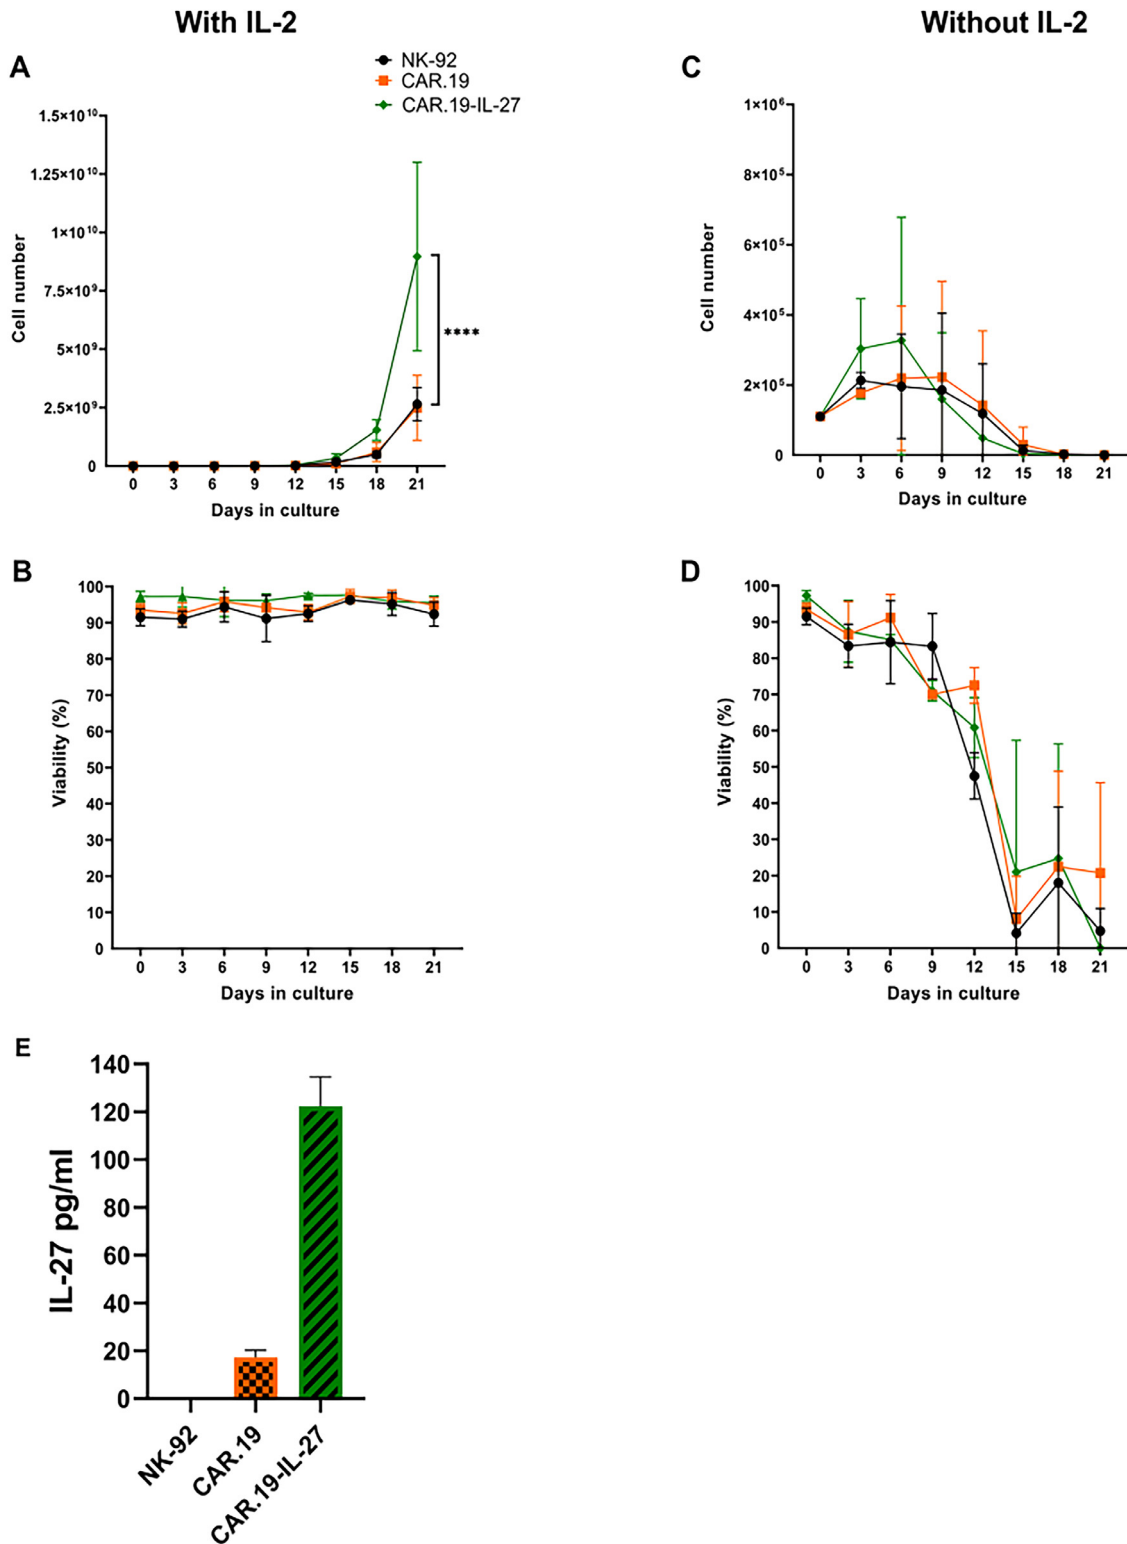 With IL-2
Without IL-2
A
NK-92
CAR.19
CAR.19-IL-27
1.5×10¹⁰
1.25×10¹⁰
1×10¹⁰
7.5×10⁹
5×10⁹
2.5×10⁹
0
Cell number
****
0 3 6 9 12 15 18 21
Days in culture
C
1×10⁶
8×10⁵
6×10⁵
4×10⁵
2×10⁵
0
Cell number
0 3 6 9 12 15 18 21
Days in culture
B
100
90
80
70
60
50
40
30
20
10
0
Viability (%)
0 3 6 9 12 15 18 21
Days in culture
D
100
90
80
70
60
50
40
30
20
10
0
Viability (%)
0 3 6 9 12 15 18 21
Days in culture
E
140
120
100
80
60
40
20
0
IL-27 pg/ml
NK-92
CAR.19
CAR.19-IL-27